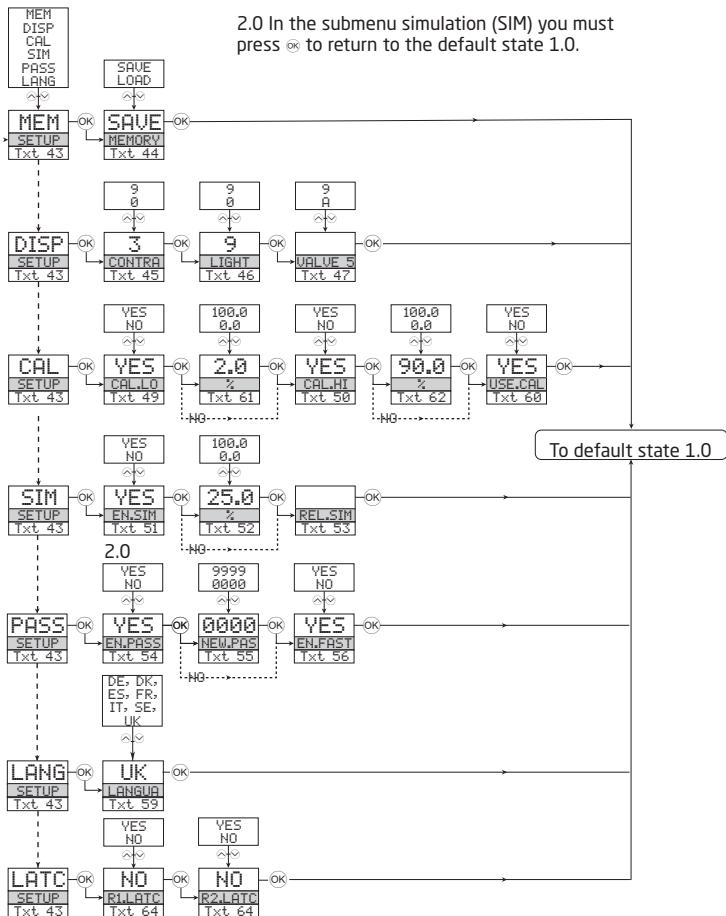 2.0 In the submenu simulation (SIM) you must
press OK to return to the default state 1.0.
MEM
DISP
CAL
SIM
PASS
LANG
SAVE
LOAD
MEM OK SAVE OK
SETUP MEMORY
Txt 43 Txt 44
9 9 9
0 0 A
DISP OK 3 OK 9 OK OK
SETUP CONTRA LIGHT VALVE 5
Txt 43 Txt 45 Txt 46 Txt 47
YES 100.0 YES 100.0 YES
NO 0.0 NO 0.0 NO
CAL OK YES OK 2.0 OK YES OK 90.0 OK YES OK
SETUP CAL.LO % CAL.HI % USE.CAL
Txt 43 Txt 49 Txt 61 Txt 50 Txt 62 Txt 60
NO NO
To default state 1.0
YES 100.0
NO 0.0
SIM OK YES OK 25.0 OK OK
SETUP EN.SIM % REL.SIM
Txt 43 Txt 51 Txt 52 Txt 53
NO
2.0
YES 9999 YES
NO 0000 NO
PASS OK YES OK 0000 OK YES OK
SETUP EN.PASS NEW.PAS EN.FAST
Txt 43 Txt 54 Txt 55 Txt 56
NO
DE, DK,
ES, FR,
IT, SE,
UK
LANG OK UK OK
SETUP LANGUA
Txt 43 Txt 59
YES YES
NO NO
LATC OK NO OK NO OK
SETUP R1.LATC R2.LATC
Txt 43 Txt 64 Txt 64